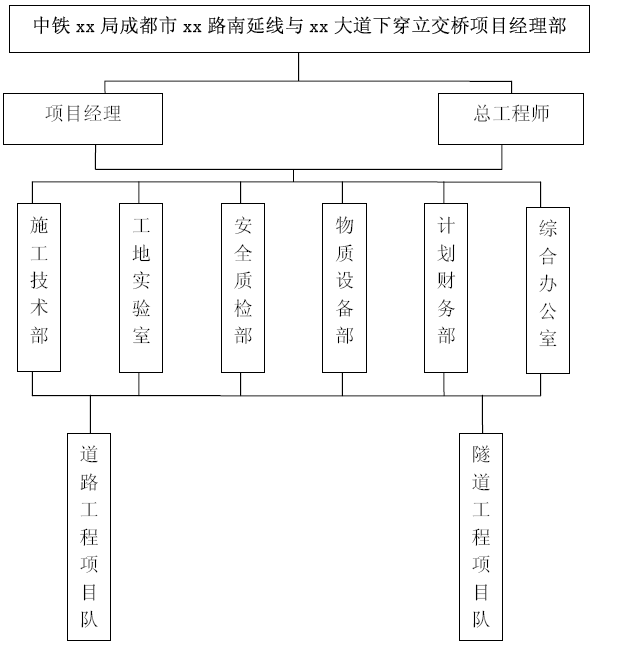 中铁 xx 局成都市 xx 路南延线与 xx 大道下穿立交桥项目经理部
项目经理
总工程师
施工技术部
工地实验室
安全质检部
物质设备部
计划财务部
综合办公室
道路工程项目队
隧道工程项目队